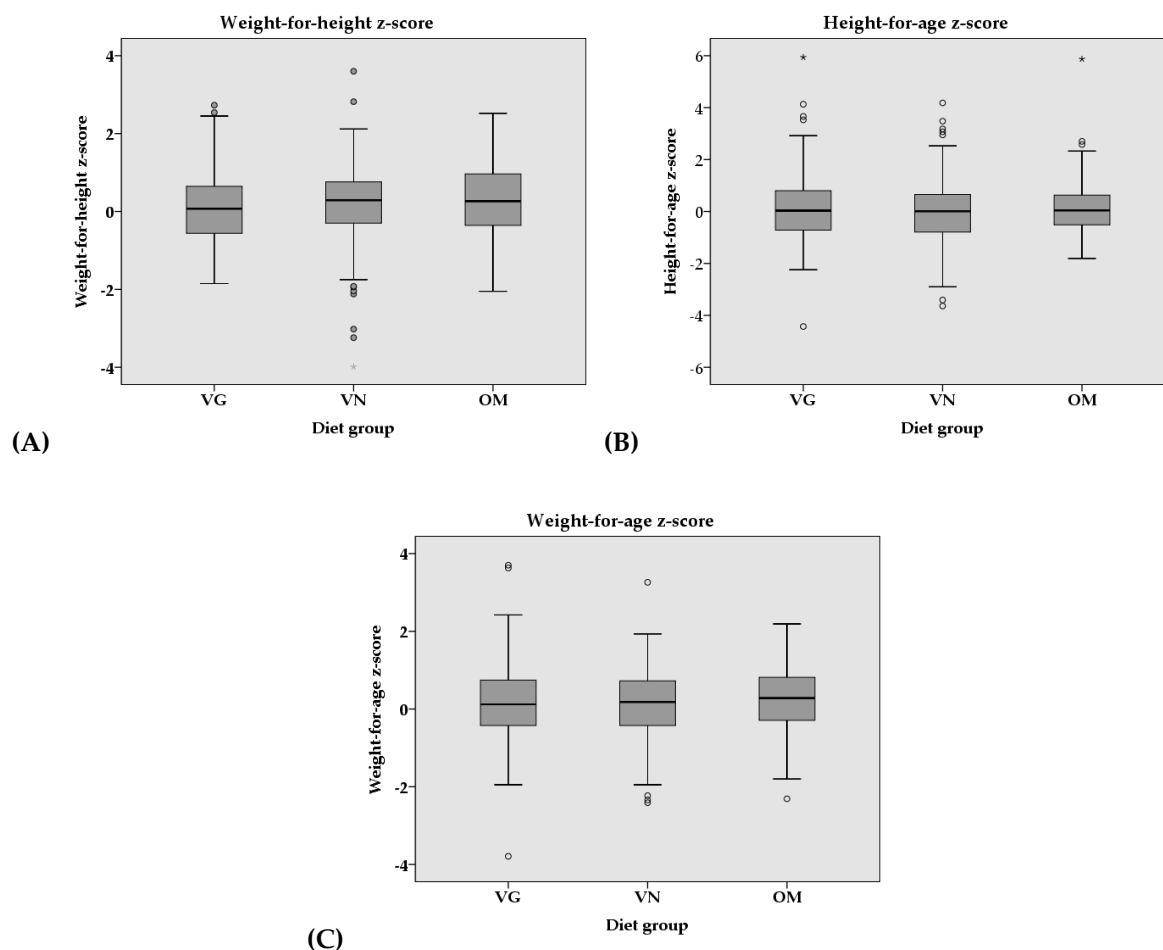 Weight-for-height z-score
Weight-for-height z-score
4
2
0
-2
-4
VG VN OM
Diet group
(A)
Height-for-age z-score
Height-for-age z-score
6
4
2
0
-2
-4
-6
VG VN OM
Diet group
(B)
Weight-for-age z-score
Weight-for-age z-score
4
2
0
-2
-4
VG VN OM
Diet group
(C)